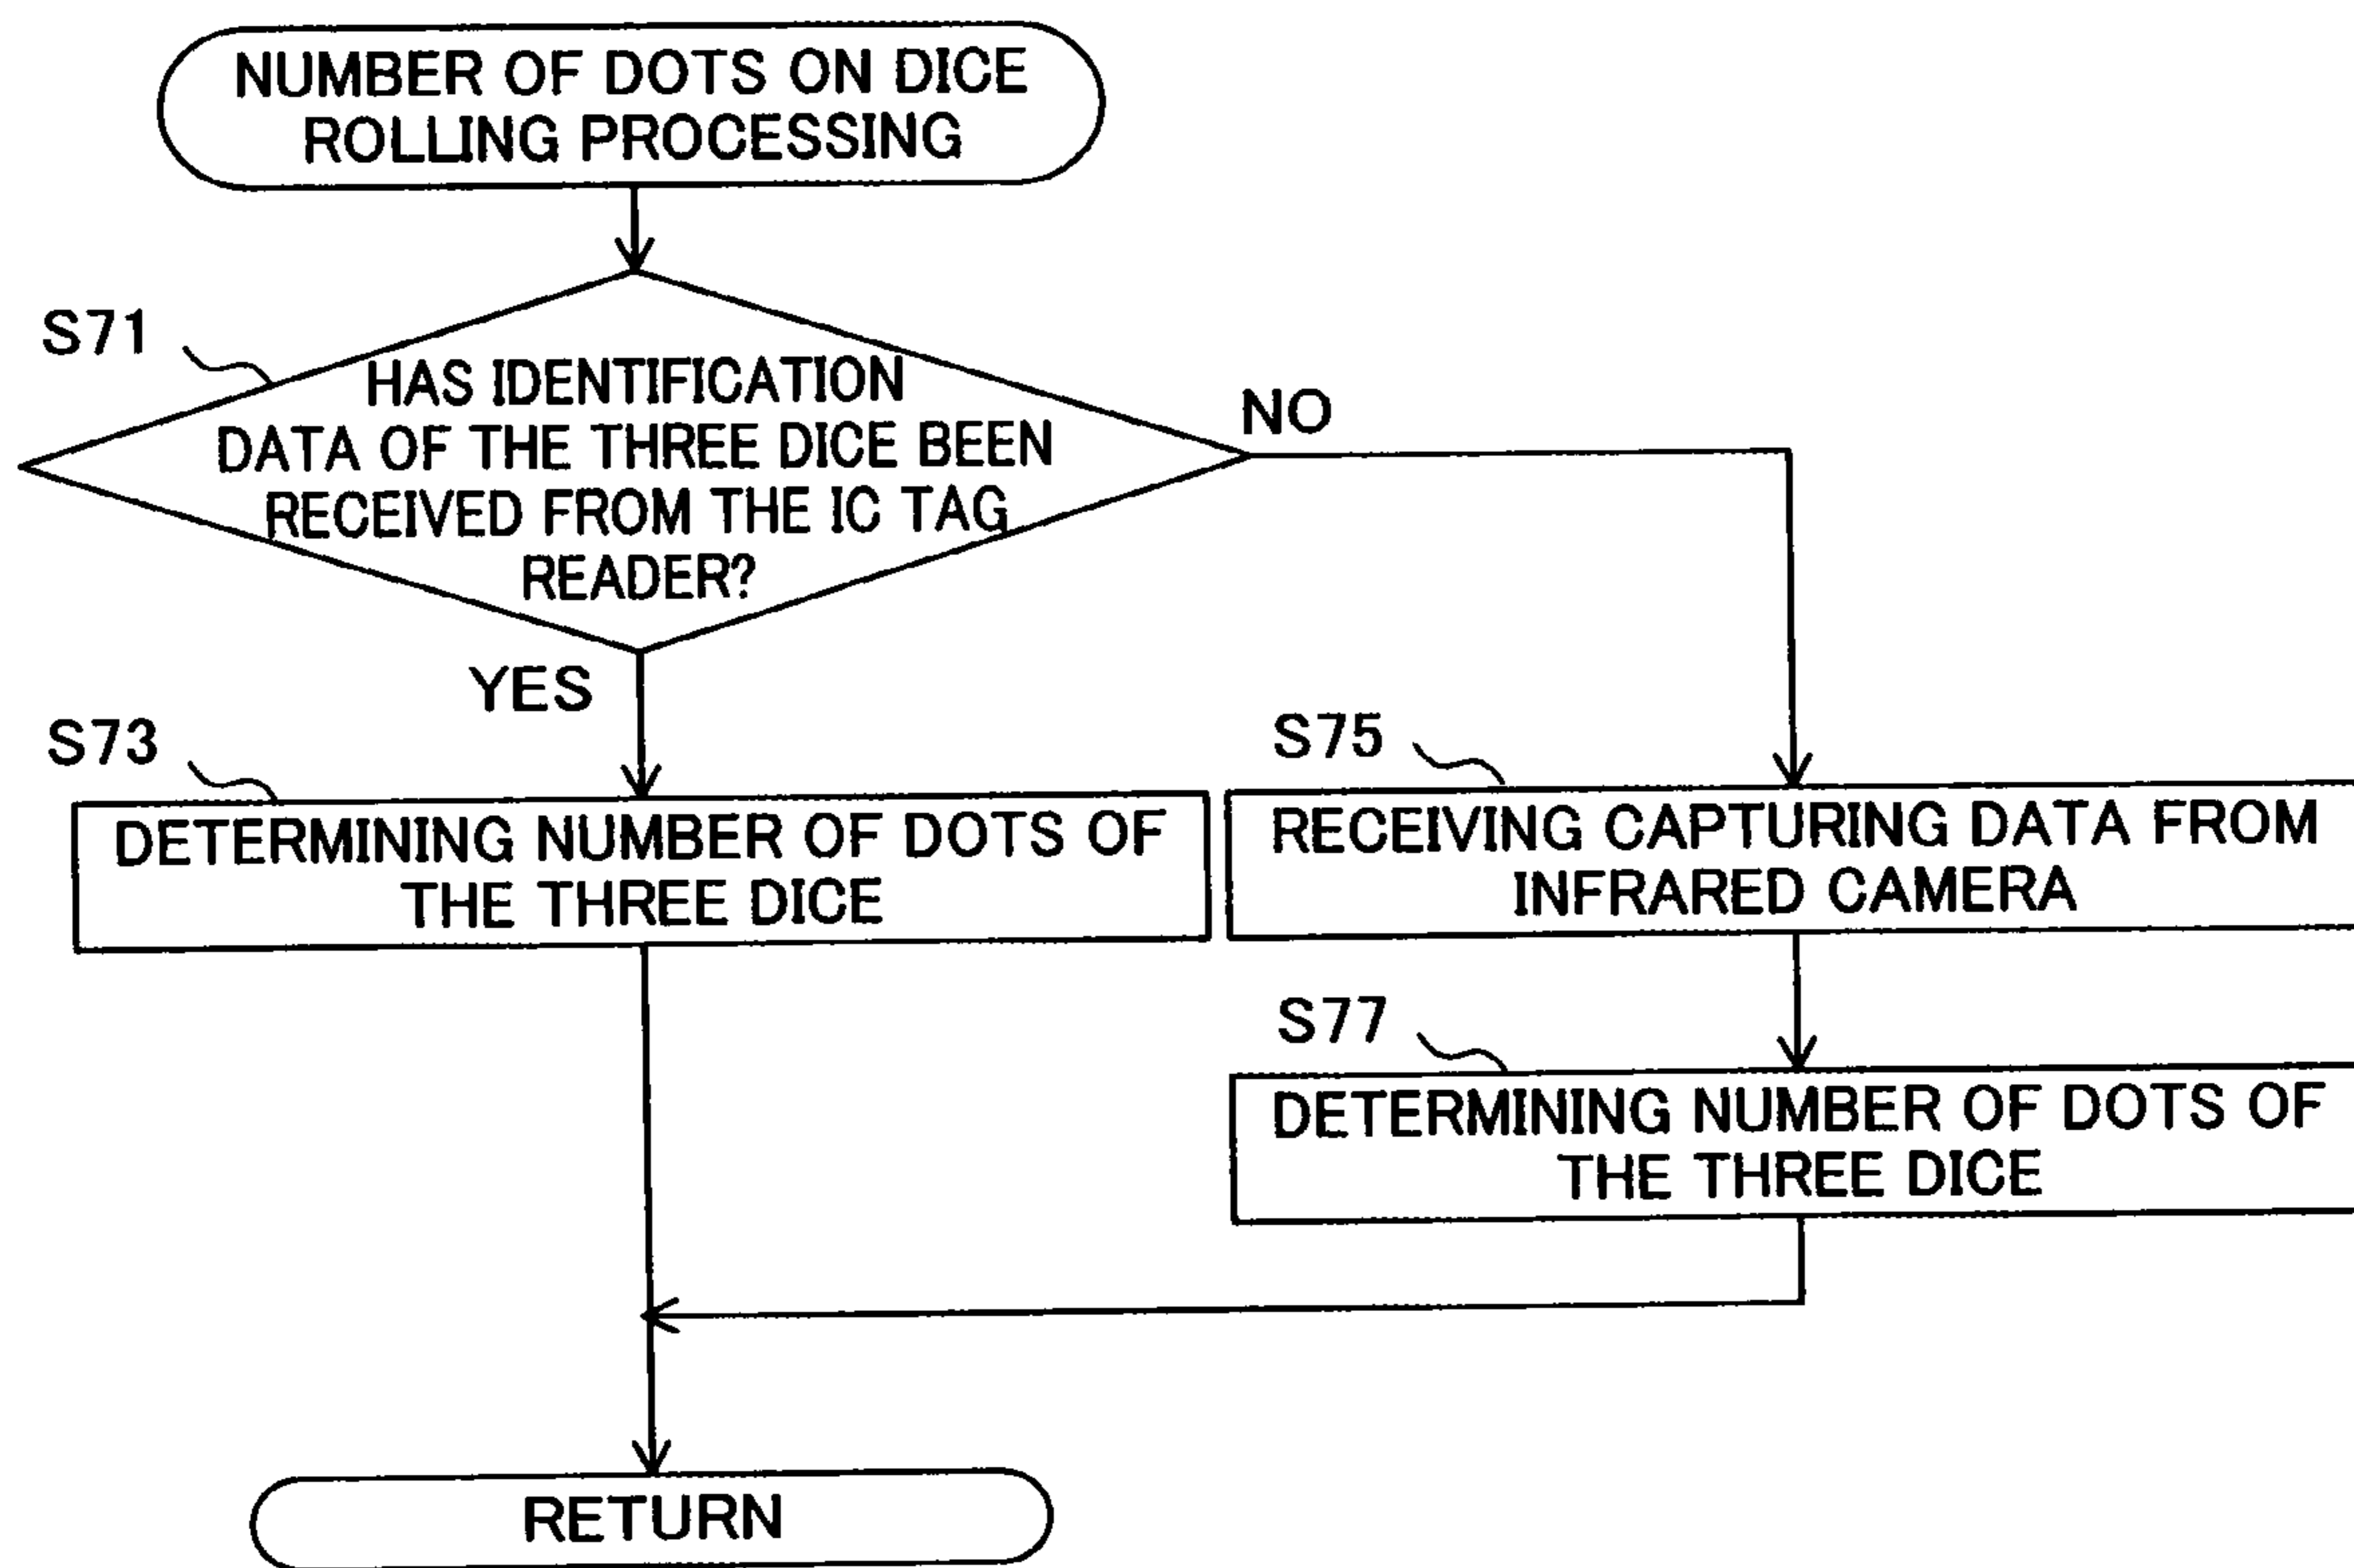 NUMBER OF DOTS ON DICE
ROLLING PROCESSING
S71
HAS IDENTIFICATION
DATA OF THE THREE DICE BEEN
RECEIVED FROM THE IC TAG
READER?
NO
YES
S73
DETERMINING NUMBER OF DOTS OF
THE THREE DICE
S75
RECEIVING CAPTURING DATA FROM
INFRARED CAMERA
S77
DETERMINING NUMBER OF DOTS OF
THE THREE DICE
RETURN